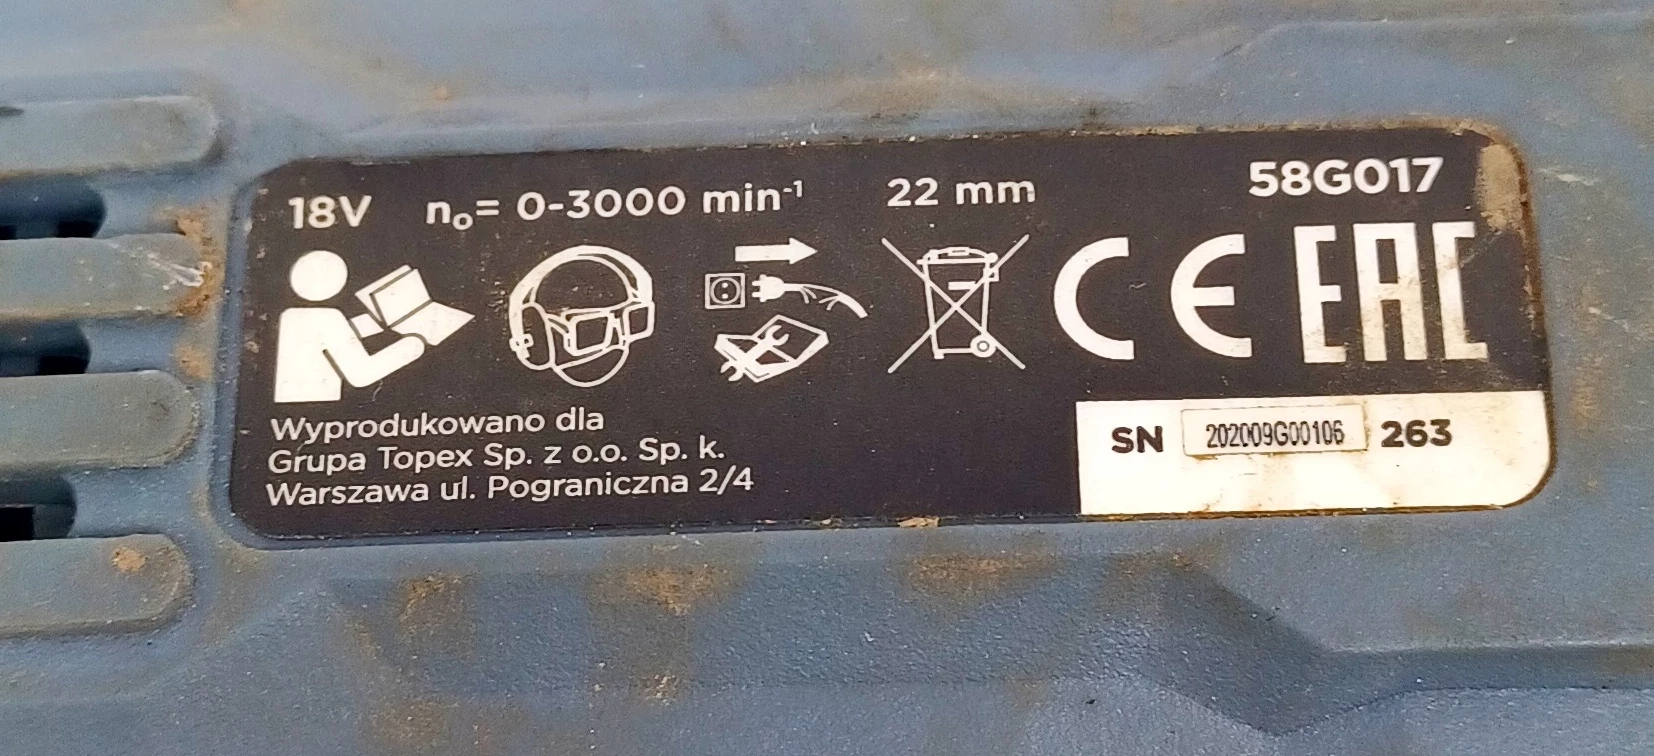 18V n₀= 0-3000 min⁻¹ 22 mm 58G017
CE EAC
Wyprodukowano dla
Grupa Topex Sp. z o.o. Sp. k.
Warszawa ul. Pograniczna 2/4
SN 202009G00106 263